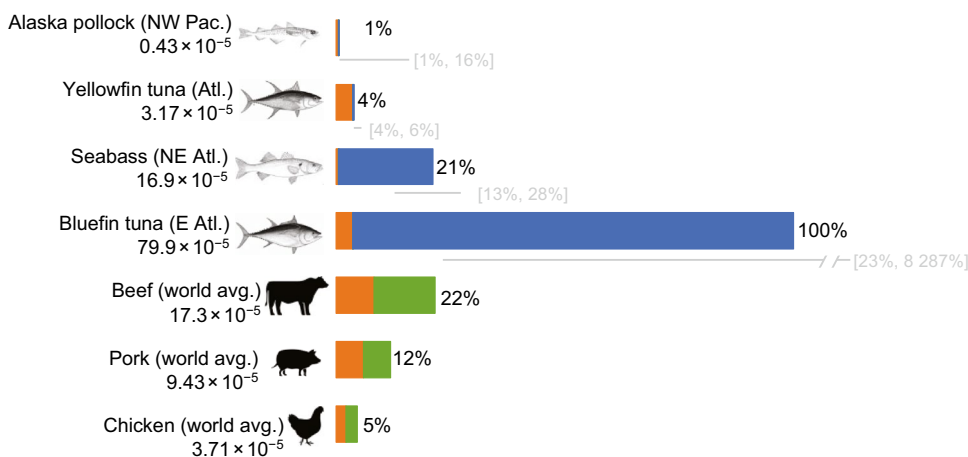 Alaska pollock (NW Pac.)
0.43 × 10⁻⁵
1%
[1%, 16%]
Yellowfin tuna (Atl.)
3.17 × 10⁻⁵
4%
[4%, 6%]
Seabass (NE Atl.)
16.9 × 10⁻⁵
21%
[13%, 28%]
Bluefin tuna (E Atl.)
79.9 × 10⁻⁵
100%
[23%, 8 287%]
Beef (world avg.)
17.3 × 10⁻⁵
22%
Pork (world avg.)
9.43 × 10⁻⁵
12%
Chicken (world avg.)
3.71 × 10⁻⁵
5%